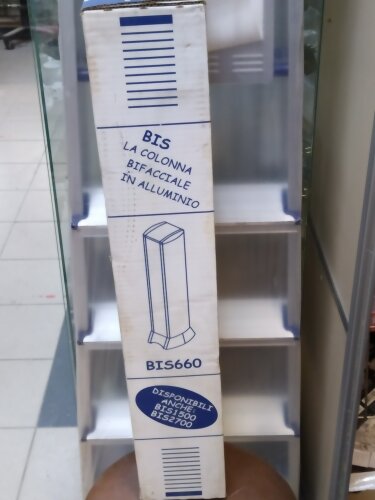 BIS
LA COLONNA
BIFACCIALE
IN ALLUMINIO
BIS660
DISPONIBILI
ANCHE:
BIS1500
BIS2700